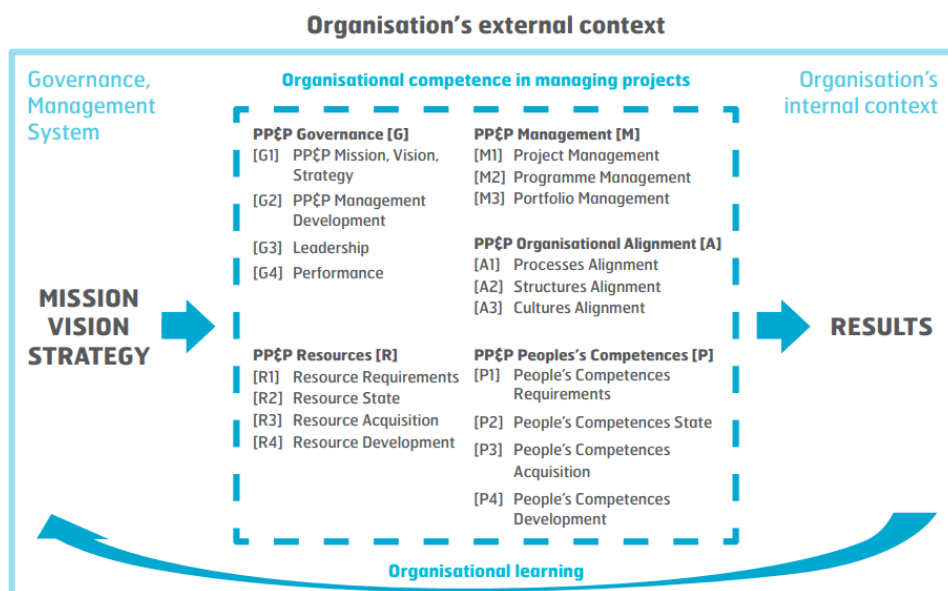 Organisation's external context
Governance,
Management
System
Organisational competence in managing projects
Organisation's
internal context
PP&P Governance [G]
[G1] PP&P Mission, Vision,
Strategy
[G2] PP&P Management
Development
[G3] Leadership
[G4] Performance
PP&P Management [M]
[M1] Project Management
[M2] Programme Management
[M3] Portfolio Management
PP&P Organisational Alignment [A]
[A1] Processes Alignment
[A2] Structures Alignment
[A3] Cultures Alignment
MISSION
VISION
STRATEGY
RESULTS
PP&P Resources [R]
[R1] Resource Requirements
[R2] Resource State
[R3] Resource Acquisition
[R4] Resource Development
PP&P Peoples's Competences [P]
[P1] People's Competences
Requirements
[P2] People's Competences State
[P3] People's Competences
Acquisition
[P4] People's Competences
Development
Organisational learning